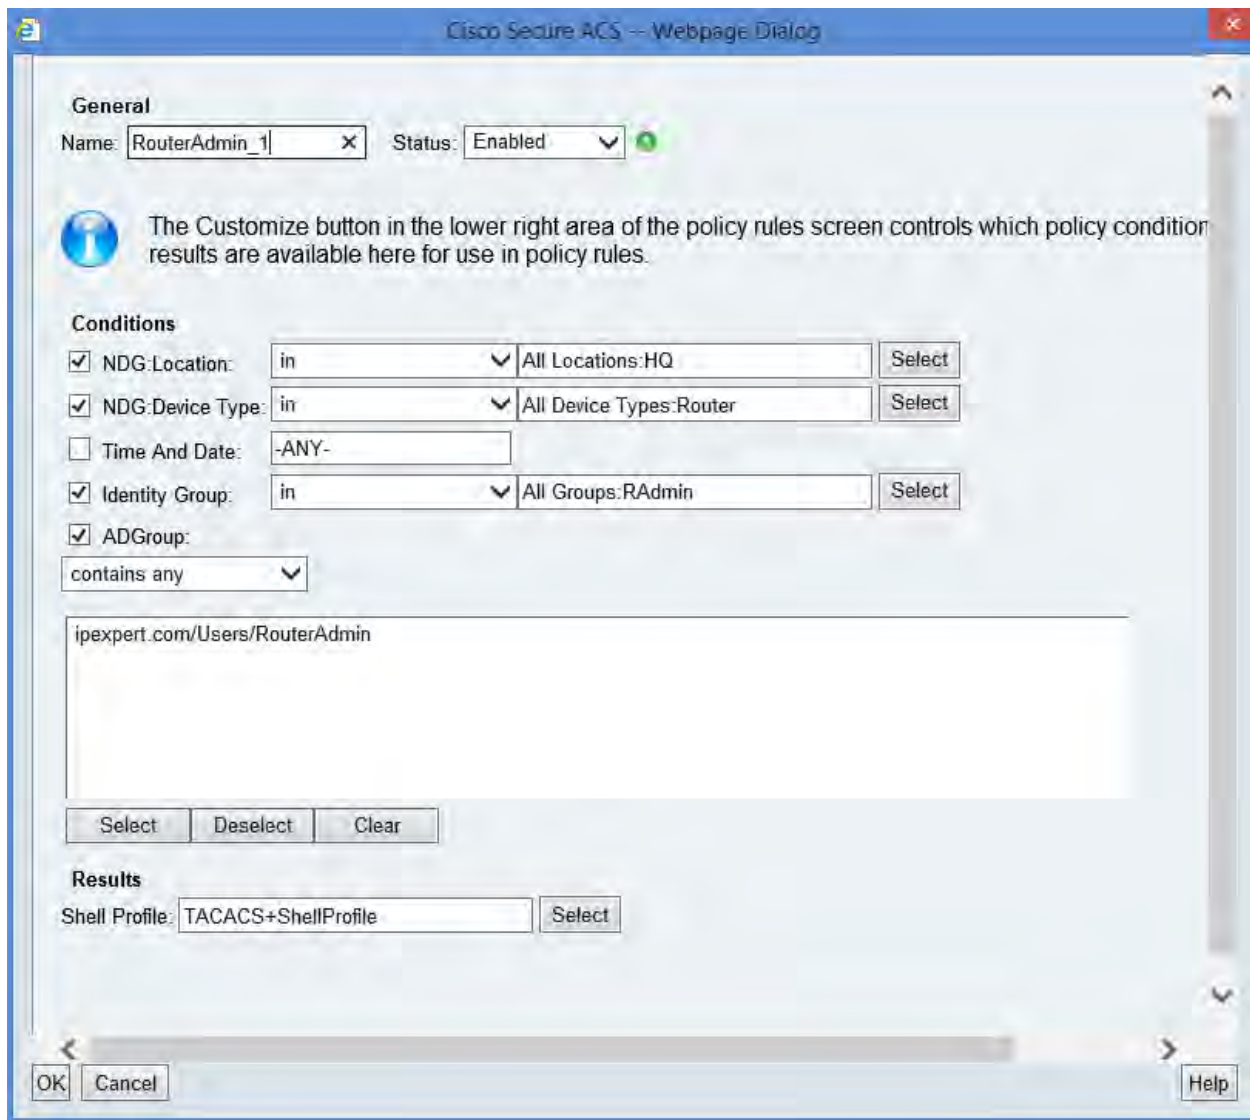 Cisco Secure ACS -- Webpage Dialog
General
Name: RouterAdmin_1 Status: Enabled
The Customize button in the lower right area of the policy rules screen controls which policy condition
results are available here for use in policy rules.
Conditions
NDG:Location: in All Locations:HQ Select
NDG:Device Type: in All Device Types:Router Select
Time And Date: -ANY-
Identity Group: in All Groups:RAdmin Select
ADGroup:
contains any
ipexpert.com/Users/RouterAdmin
Select Deselect Clear
Results
Shell Profile: TACACS+ShellProfile Select
OK Cancel Help